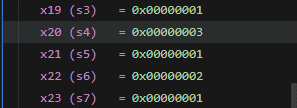 x19 (s3) = 0x00000001
x20 (s4) = 0x00000003
x21 (s5) = 0x00000001
x22 (s6) = 0x00000002
x23 (s7) = 0x00000001